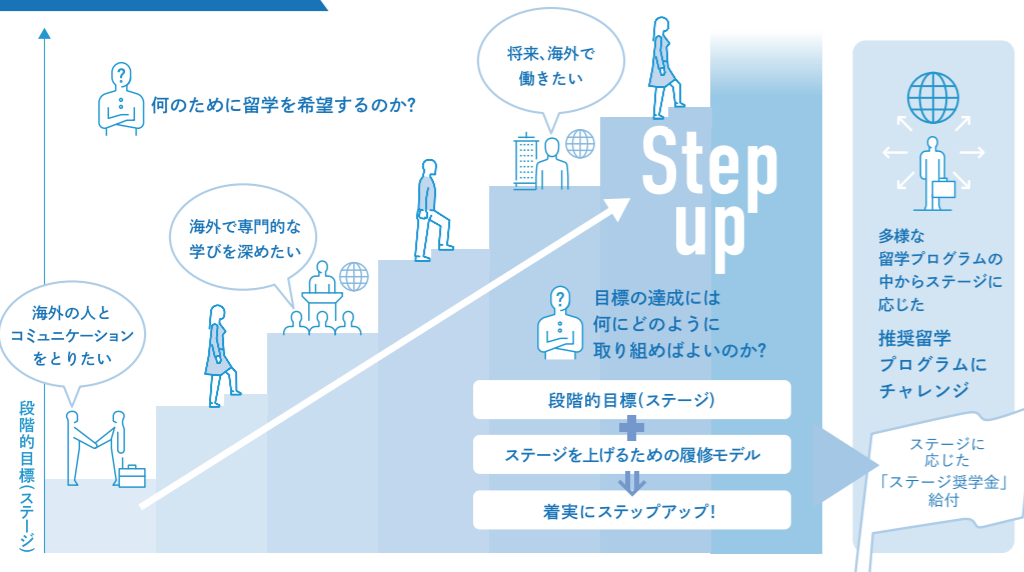 何のために留学を希望するのか?
将来、海外で
働きたい
海外で専門的な
学びを深めたい
海外の人と
コミュニケーション
をとりたい
段階的目標(ステージ)
Step
up
目標の達成には
何にどのように
取り組めばよいのか?
段階的目標(ステージ)
ステージを上げるための履修モデル
着実にステップアップ!
多様な
留学プログラムの
中からステージに
応じた
推奨留学
プログラムに
チャレンジ
ステージに
応じた
「ステージ奨学金」
給付